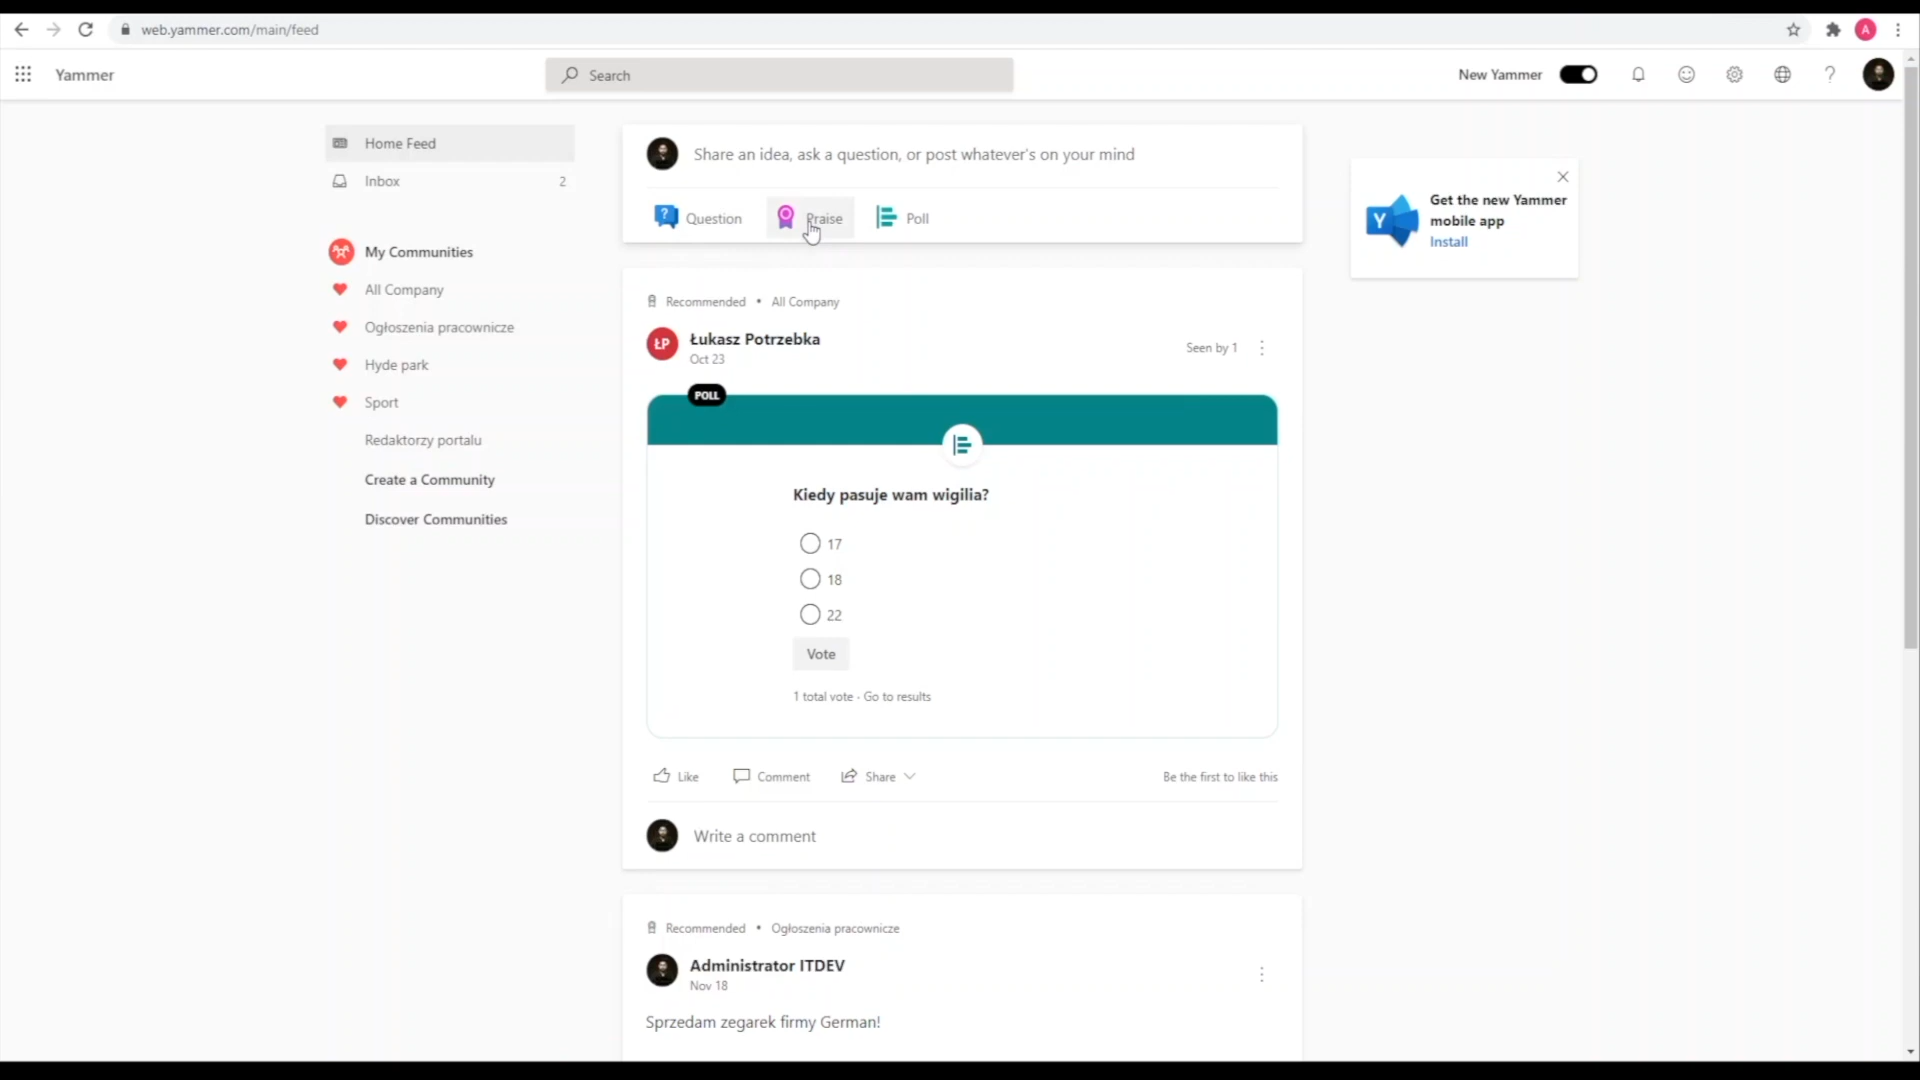 web.yammer.com/main/feed
A
Yammer
Search
New Yammer
?
Home Feed
Inbox 2
My Communities
All Company
Ogłoszenia pracownicze
Hyde park
Sport
Redaktorzy portalu
Create a Community
Discover Communities
Share an idea, ask a question, or post whatever's on your mind
? Question
Praise
Poll
Y
Get the new Yammer
mobile app
Install
Recommended • All Company
ŁP
Łukasz Potrzebka
Oct 23
Seen by 1
POLL
Kiedy pasuje wam wigilia?
17
18
22
Vote
1 total vote · Go to results
Like
Comment
Share
Be the first to like this
Write a comment
Recommended • Ogłoszenia pracownicze
Administrator ITDEV
Nov 18
Sprzedam zegarek firmy German!